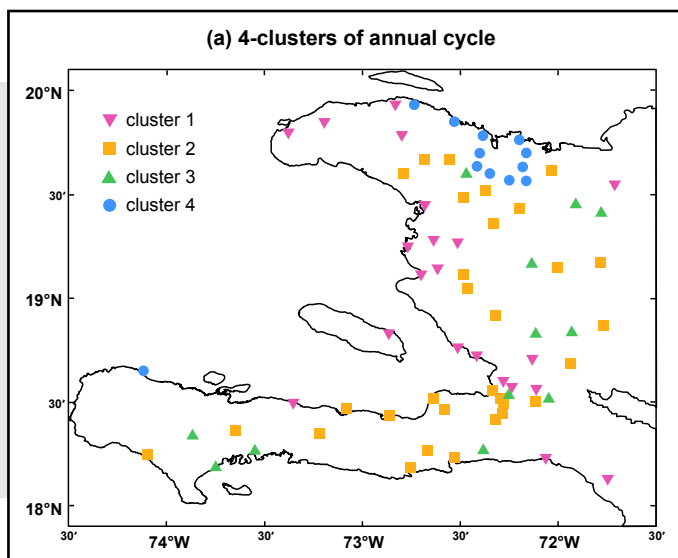 (a) 4-clusters of annual cycle
20°N
cluster 1
cluster 2
cluster 3
cluster 4
30′
19°N
30′
18°N
30′ 74°W 30′ 73°W 30′ 72°W 30′